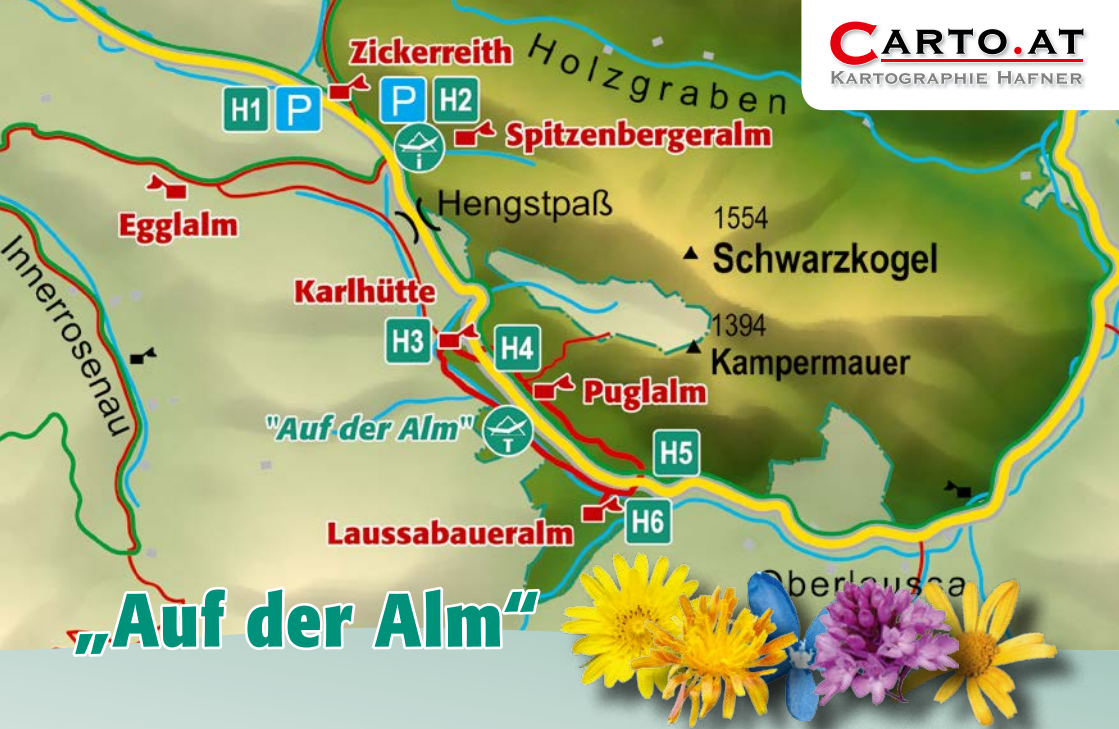 CARTO.AT
KARTOGRAPHIE HAFNER
Zickerreith
Holzgraben
H1
P
P
H2
i
Spitzenbergeralm
Egglalm
Hengstpaß
1554
Schwarzkogel
Innerrosenau
Karlhütte
1394
Kampermauer
H3
H4
Puglalm
"Auf der Alm"
T
H5
Laussabaueralm
H6
Oberlaussa
„Auf der Alm“